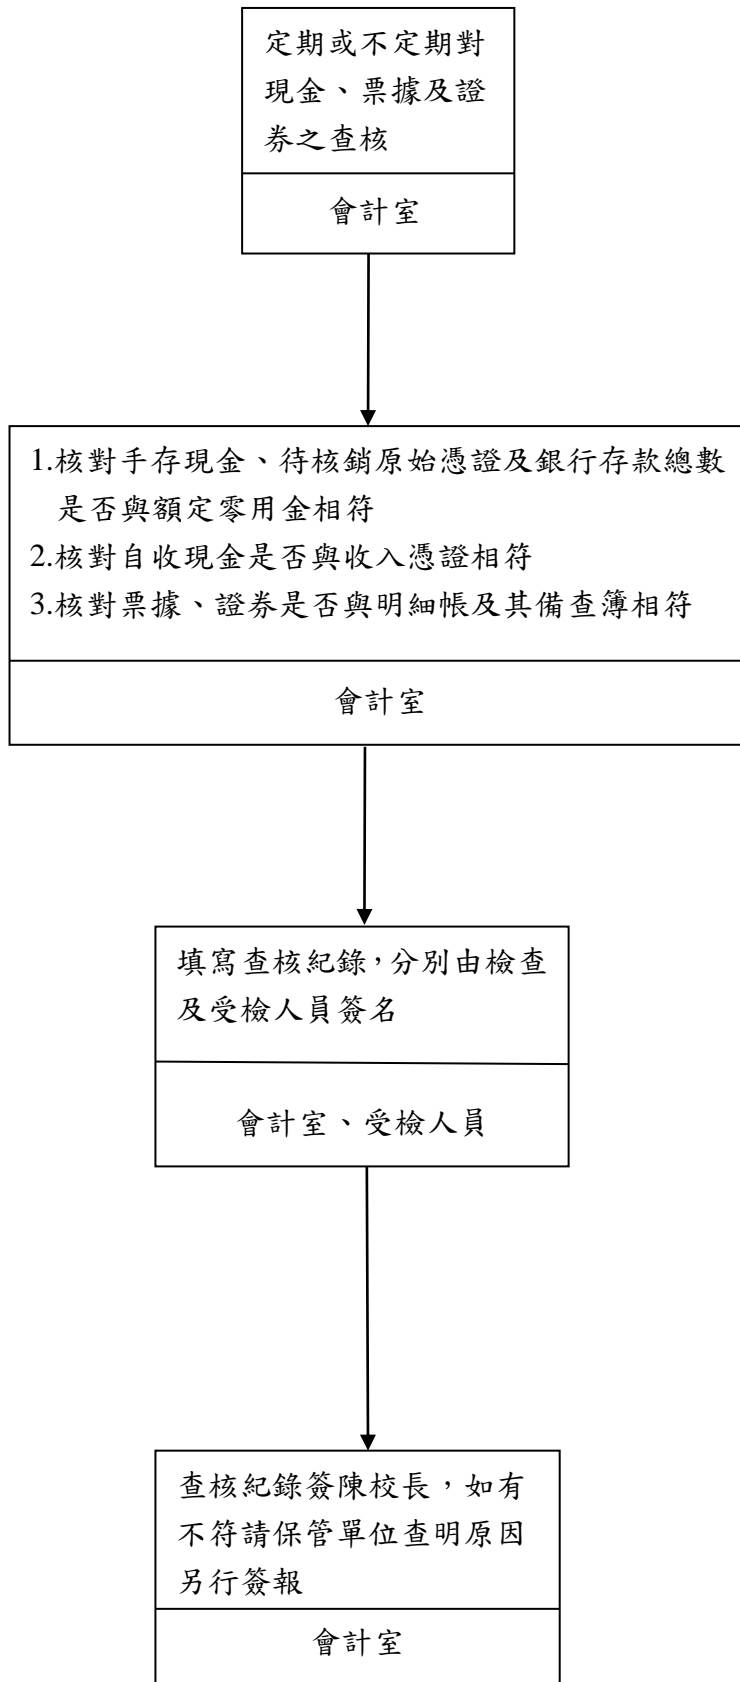 定期或不定期對
現金、票據及證
券之查核
會計室
1.核對手存現金、待核銷原始憑證及銀行存款總數
是否與額定零用金相符
2.核對自收現金是否與收入憑證相符
3.核對票據、證券是否與明細帳及其備查簿相符
會計室
填寫查核紀錄，分別由檢查
及受檢人員簽名
會計室、受檢人員
查核紀錄簽陳校長，如有
不符請保管單位查明原因
另行簽報
會計室